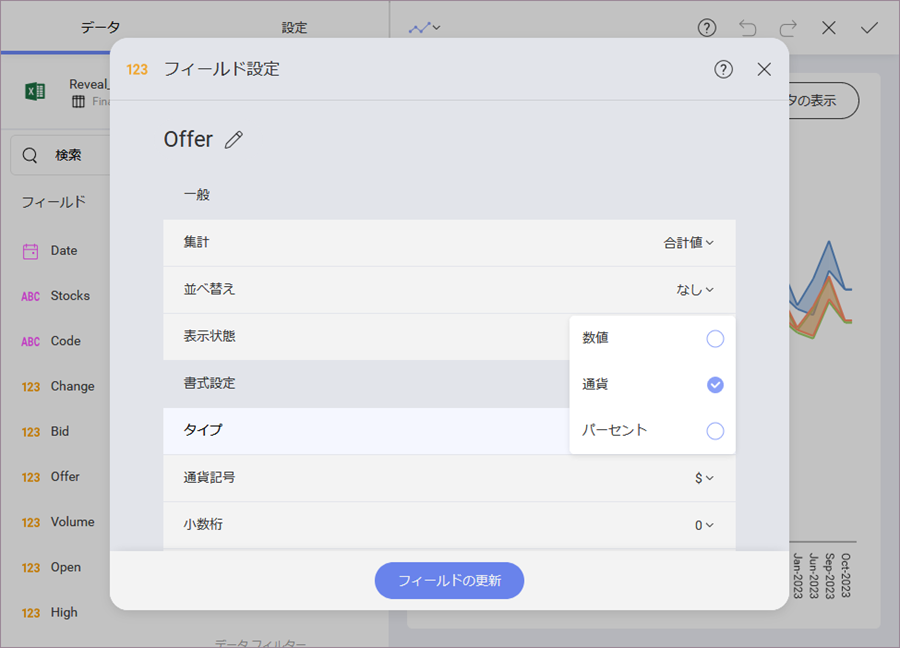 データ 設定
Reveal_
Fina
検索
フィールド
Date
ABC Stocks
ABC Code
123 Change
123 Bid
123 Offer
123 Volume
123 Open
123 High
データ フィルター
123 フィールド設定
Offer
一般
集計 合計値
並べ替え なし
表示状態
書式設定
タイプ
数値
通貨
パーセント
通貨記号 $
小数桁 0
フィールドの更新
タの表示
Jan-2023
Jun-2023
Sep-2023
Oct-2023